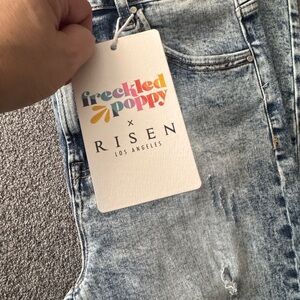 freckled
poppy
×
RISEN
LOS ANGELES